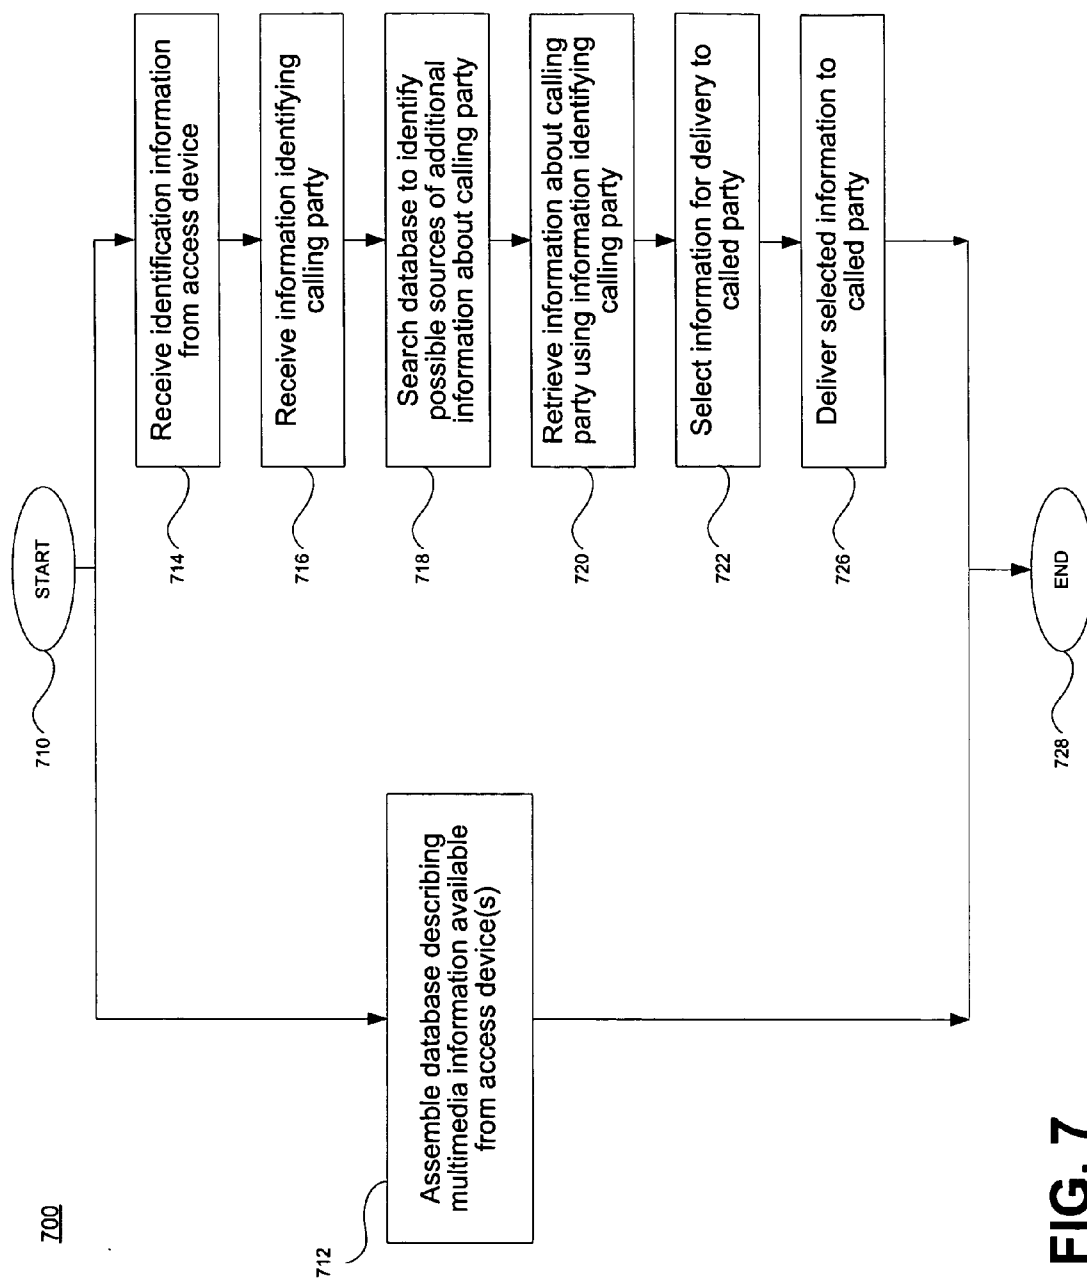 700
START
710
Assemble database describing
multimedia information available
from access device(s)
712
Receive identification information
from access device
714
Receive information identifying
calling party
716
Search database to identify
possible sources of additional
information about calling party
718
Retrieve information about calling
party using information identifying
calling party
720
Select information for delivery to
called party
722
Deliver selected information to
called party
726
END
728
FIG. 7